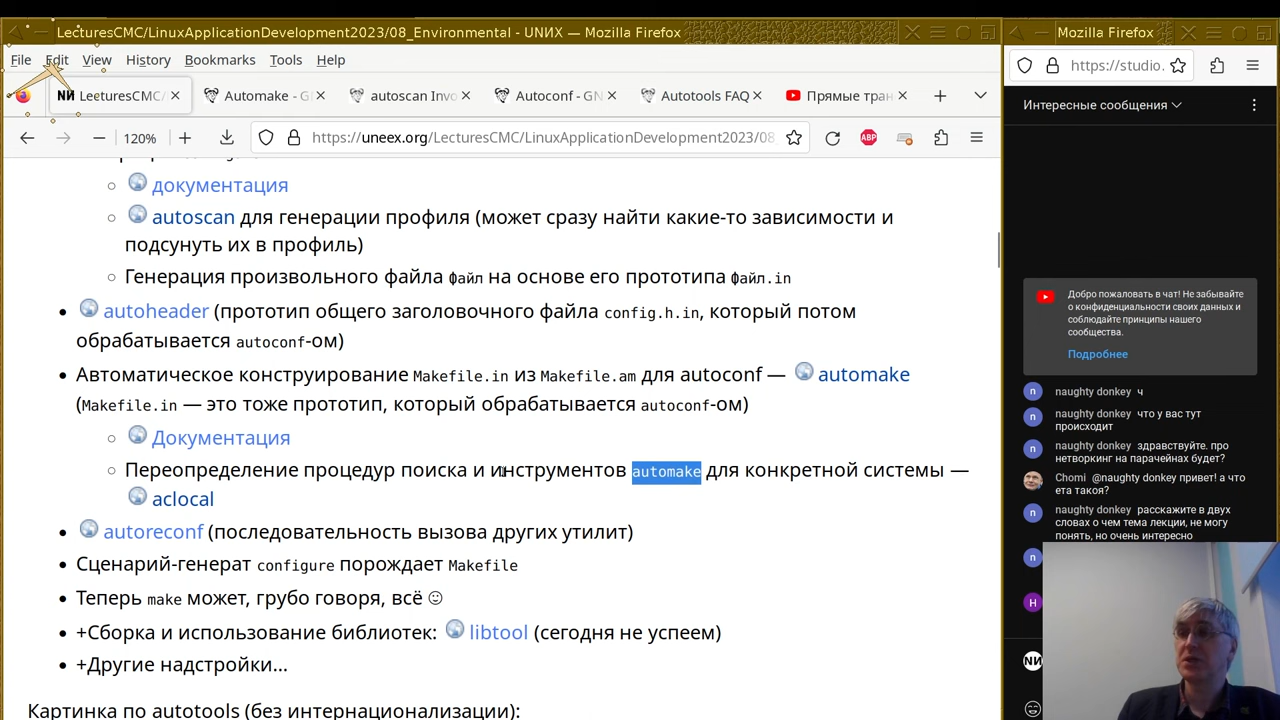 LecturesCMC/LinuxApplicationDevelopment2023/08_Environmental - UNИX — Mozilla Firefox
File Edit View History Bookmarks Tools Help
NИ LecturesCMC/ Automake - G autoscan Invo Autoconf - GN Autotools FAQ Прямые тран
120% https://uneex.org/LecturesCMC/LinuxApplicationDevelopment2023/08_ ABP
документация
autoscan для генерации профиля (может сразу найти какие-то зависимости и
подсунуть их в профиль)
Генерация произвольного файла файл на основе его прототипа файл.in
autoheader (прототип общего заголовочного файла config.h.in, который потом
обрабатывается autoconf-ом)
Автоматическое конструирование Makefile.in из Makefile.am для autoconf — automake
(Makefile.in — это тоже прототип, который обрабатывается autoconf-ом)
Документация
Переопределение процедур поиска и инструментов automake для конкретной системы —
aclocal
autoreconf (последовательность вызова других утилит)
Сценарий-генерат configure порождает Makefile
Теперь make может, грубо говоря, всё ☺
+Сборка и использование библиотек: libtool (сегодня не успеем)
+Другие надстройки...
Картинка по autotools (без интернационализации):
Mozilla Firefox
https://studio.
Интересные сообщения
Добро пожаловать в чат! Не забывайте
о конфиденциальности своих данных и
соблюдайте принципы нашего
сообщества.
Подробнее
n naughty donkey ч
n naughty donkey что у вас тут
происходит
n naughty donkey здравствуйте. про
нетворкинг на парачейнах будет?
Chomi @naughty donkey привет! а что
ета такоя?
n naughty donkey расскажите в двух
словах о чем тема лекции, не могу
понять, но очень интересно
n
H
NИ